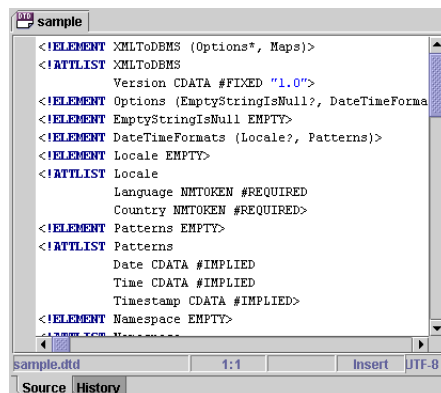 DTD sample
<!ELEMENT XMLToDBMS (Options*, Maps)>
<!ATTLIST XMLToDBMS
Version CDATA #FIXED "1.0">
<!ELEMENT Options (EmptyStringIsNull?, DateTimeForma
<!ELEMENT EmptyStringIsNull EMPTY>
<!ELEMENT DateTimeFormats (Locale?, Patterns)>
<!ELEMENT Locale EMPTY>
<!ATTLIST Locale
Language NMTOKEN #REQUIRED
Country NMTOKEN #REQUIRED>
<!ELEMENT Patterns EMPTY>
<!ATTLIST Patterns
Date CDATA #IMPLIED
Time CDATA #IMPLIED
Timestamp CDATA #IMPLIED>
<!ELEMENT Namespace EMPTY>
<!ATTLIST Namespace
sample.dtd 1:1 Insert UTF-8
Source History